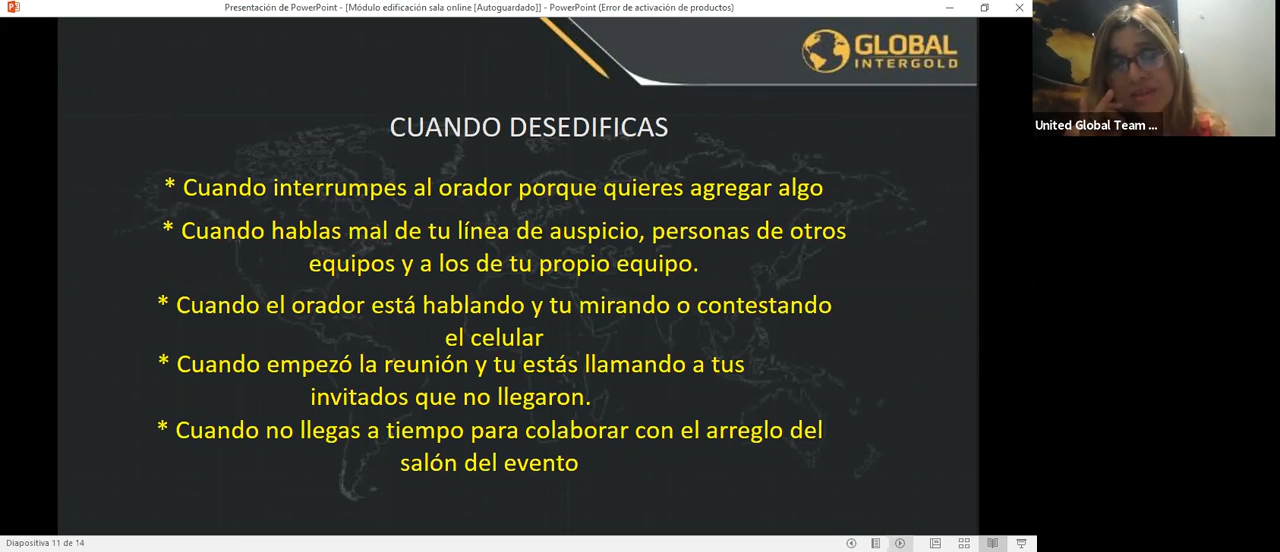 Presentación de PowerPoint - [Módulo edificación sala online [Autoguardado]] - PowerPoint (Error de activación de productos)
GLOBAL
INTERGOLD
United Global Team ...
CUANDO DESEDIFICAS
* Cuando interrumpes al orador porque quieres agregar algo
* Cuando hablas mal de tu línea de auspicio, personas de otros
equipos y a los de tu propio equipo.
* Cuando el orador está hablando y tu mirando o contestando
el celular
* Cuando empezó la reunión y tu estás llamando a tus
invitados que no llegaron.
* Cuando no llegas a tiempo para colaborar con el arreglo del
salón del evento
Diapositiva 11 de 14